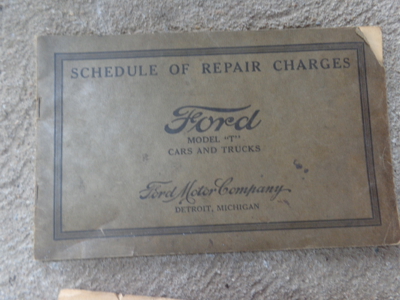 SCHEDULE OF REPAIR CHARGES
Ford
MODEL "T"
CARS AND TRUCKS
Ford Motor Company
DETROIT, MICHIGAN